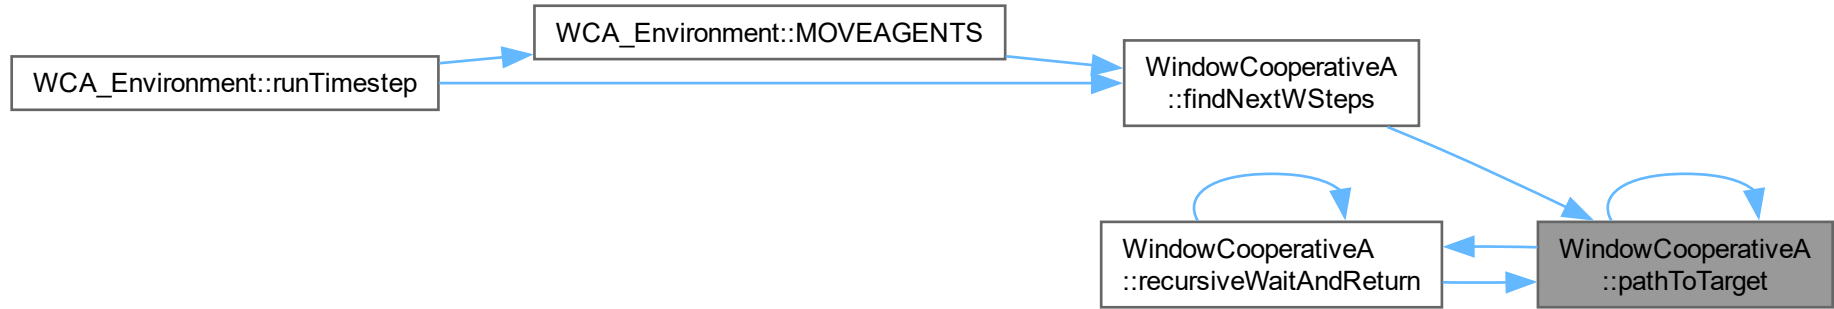 WCA_Environment::MOVEAGENTS
WCA_Environment::runTimestep
WindowCooperativeA
::findNextWSteps
WindowCooperativeA
::recursiveWaitAndReturn
WindowCooperativeA
::pathToTarget